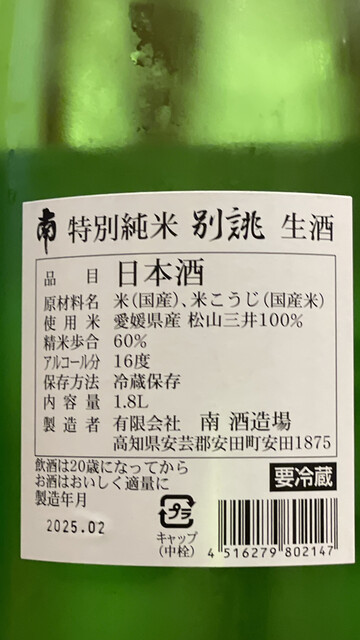 南 特別純米 別誂 生酒
品目 日本酒
原材料名 米(国産)、米こうじ(国産米)
使用米 愛媛県産 松山三井100%
精米歩合 60%
アルコール分 16度
保存方法 冷蔵保存
内容量 1.8L
製造者 有限会社 南 酒造場
高知県安芸郡安田町安田1875
飲酒は20歳になってから
お酒はおいしく適量に
製造年月
2025.02
要冷蔵
プラ
キャップ
(中栓)
4 516279 802147